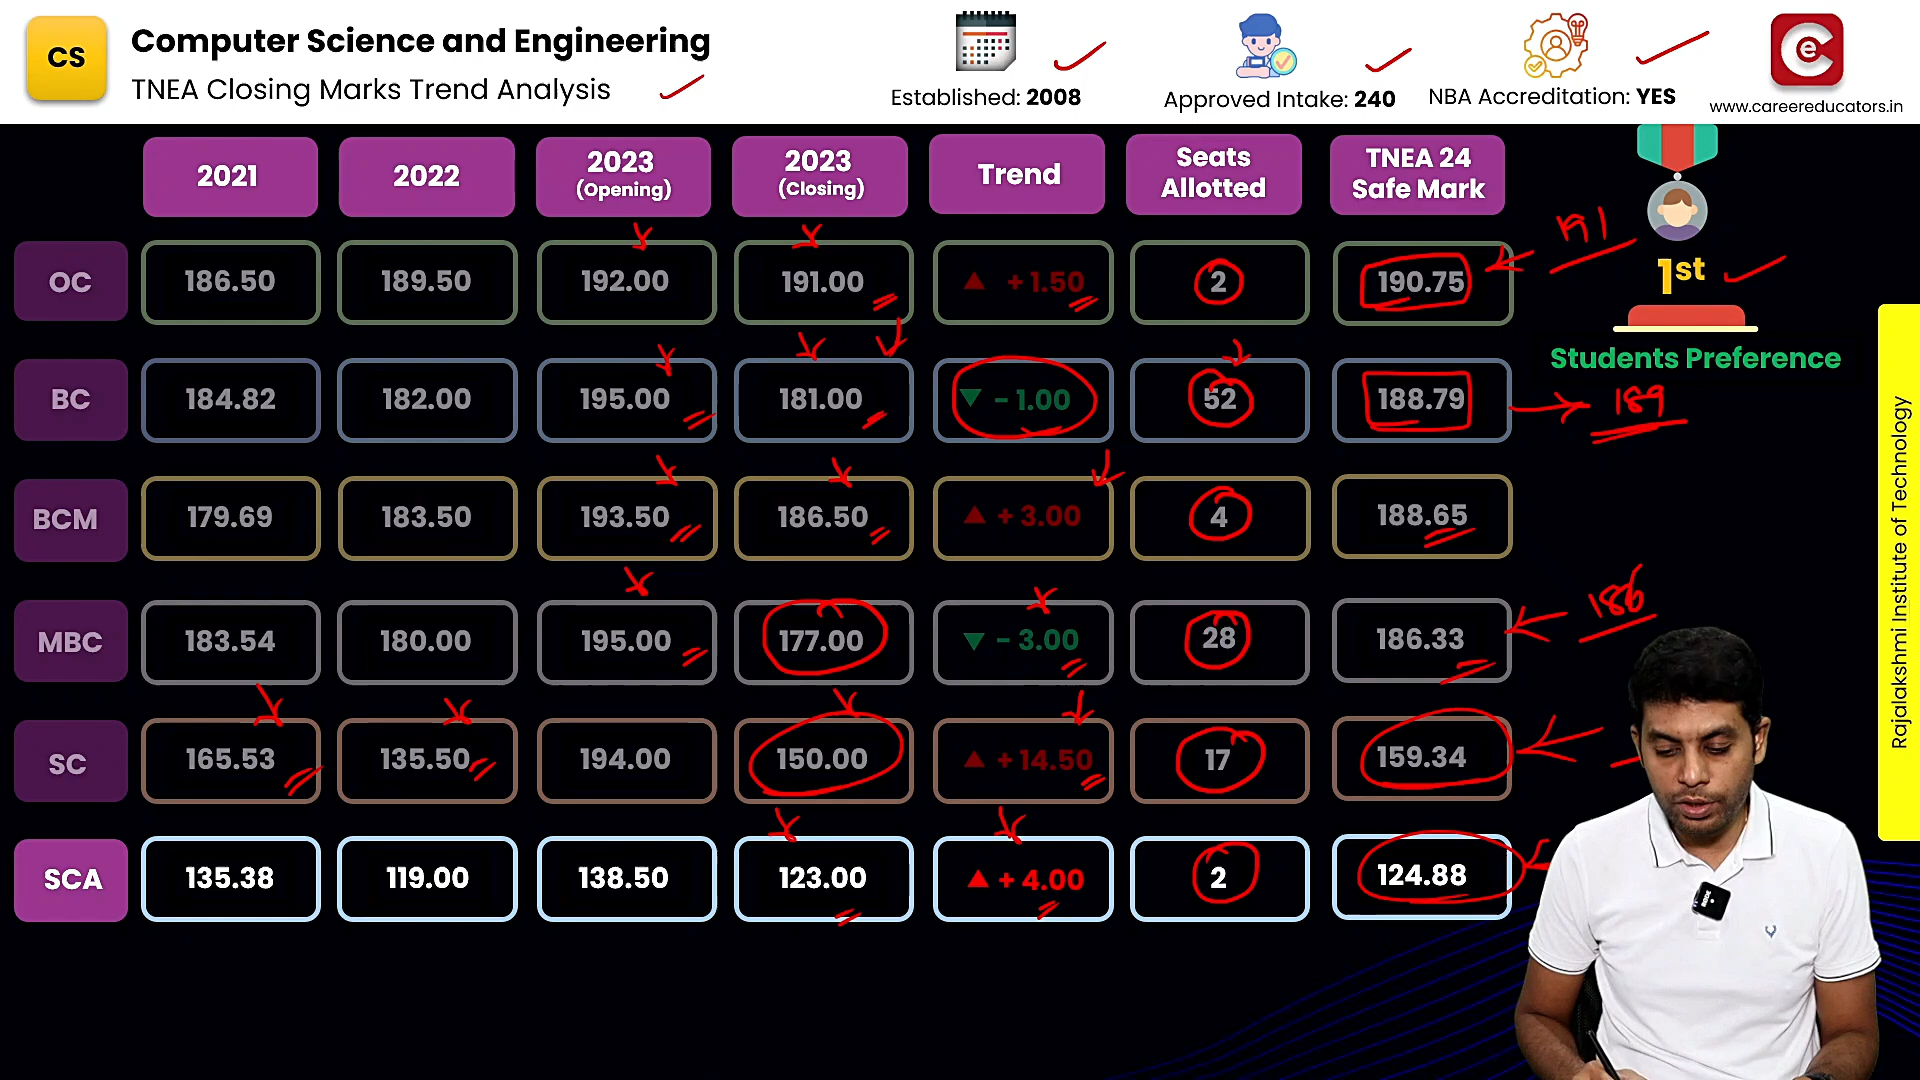 CS
Computer Science and Engineering
TNEA Closing Marks Trend Analysis
Established: 2008
Approved Intake: 240
NBA Accreditation: YES
e
www.careereducators.in
2021 2022 2023 (Opening) 2023 (Closing) Trend Seats Allotted TNEA 24 Safe Mark
OC 186.50 189.50 192.00 191.00 ▲ +1.50 2 190.75
191
1st
Students Preference
BC 184.82 182.00 195.00 181.00 ▼ -1.00 52 188.79
189
BCM 179.69 183.50 193.50 186.50 ▲ +3.00 4 188.65
MBC 183.54 180.00 195.00 177.00 ▼ -3.00 28 186.33
186
SC 165.53 135.50 194.00 150.00 ▲ +14.50 17 159.34
SCA 135.38 119.00 138.50 123.00 ▲ +4.00 2 124.88
Rajalakshmi Institute of Technology